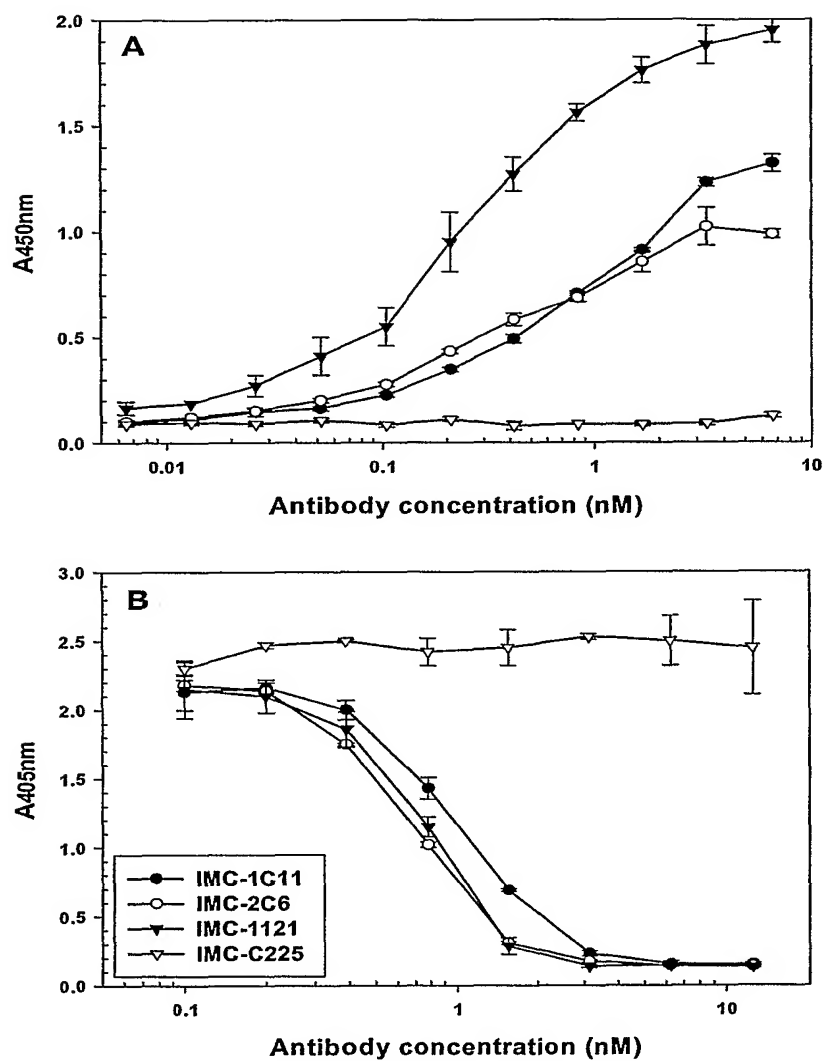 A
2.0
1.5
1.0
0.5
0.0
A450nm
0.01
0.1
1
10
Antibody concentration (nM)
B
3.0
2.5
2.0
1.5
1.0
0.5
0.0
A405nm
IMC-1C11
IMC-2C6
IMC-1121
IMC-C225
0.1
1
10
Antibody concentration (nM)